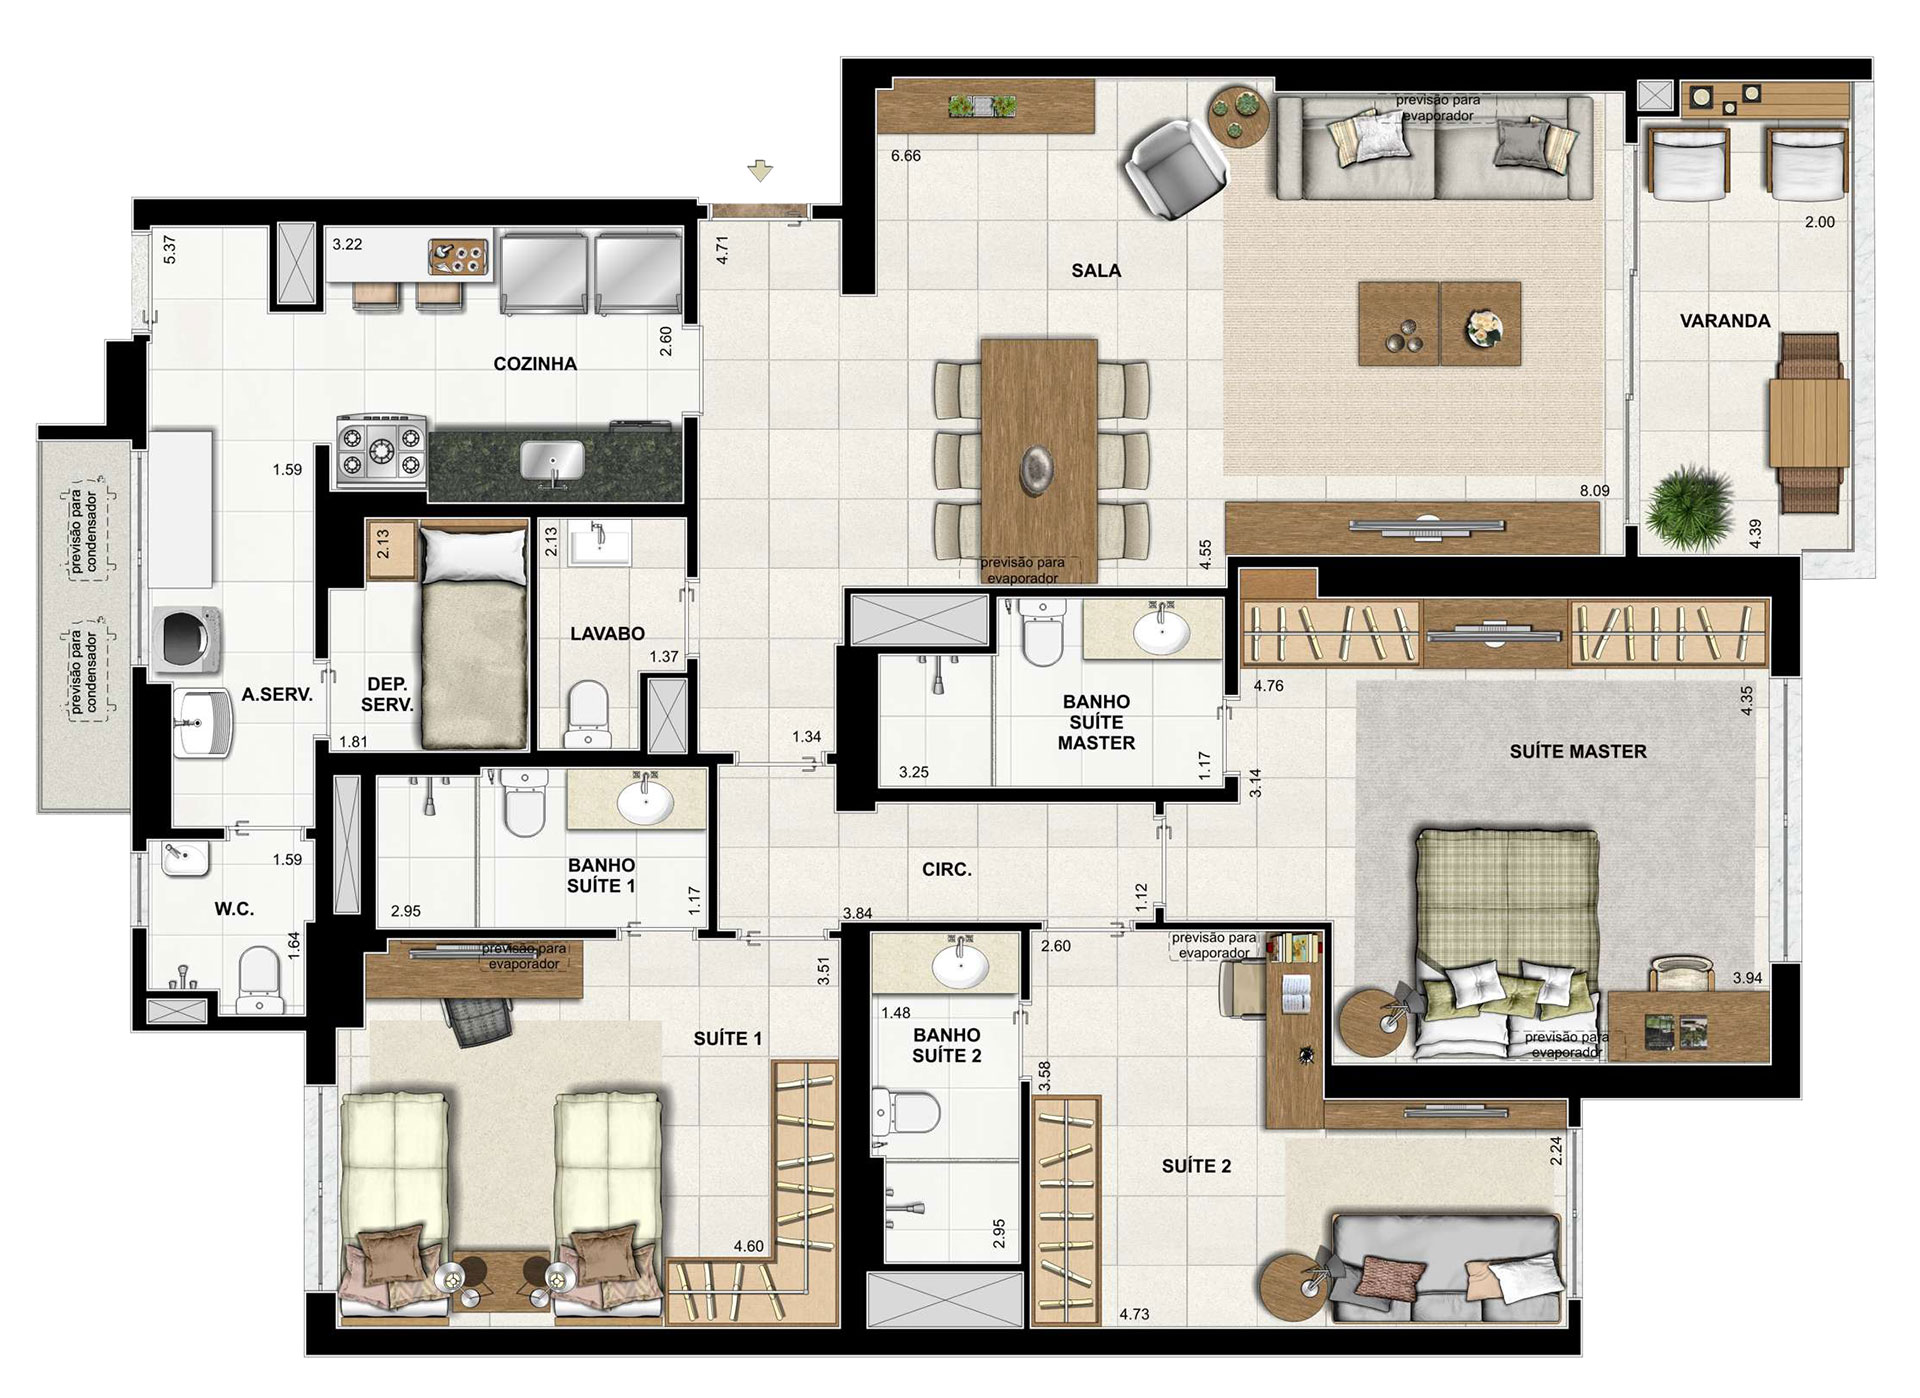 previsão para
evaporador
6.66
2.00
3.22
5.37
4.71
SALA
VARANDA
2.60
COZINHA
1.59
8.09
previsão para
condensador
2.13
2.13
4.55
4.39
previsão para
evaporador
LAVABO
1.37
previsão para
condensador
A.SERV.
DEP.
SERV.
1.81
1.34
BANHO
SUÍTE
MASTER
3.25
1.17
4.76
4.35
3.14
SUÍTE MASTER
1.59
W.C.
1.64
BANHO
SUÍTE 1
2.95
1.17
CIRC.
3.84
1.12
previsão para
evaporador
3.51
2.60
previsão para
evaporador
3.94
SUÍTE 1
1.48
BANHO
SUÍTE 2
3.58
previsão para
evaporador
2.24
SUÍTE 2
4.60
2.95
4.73